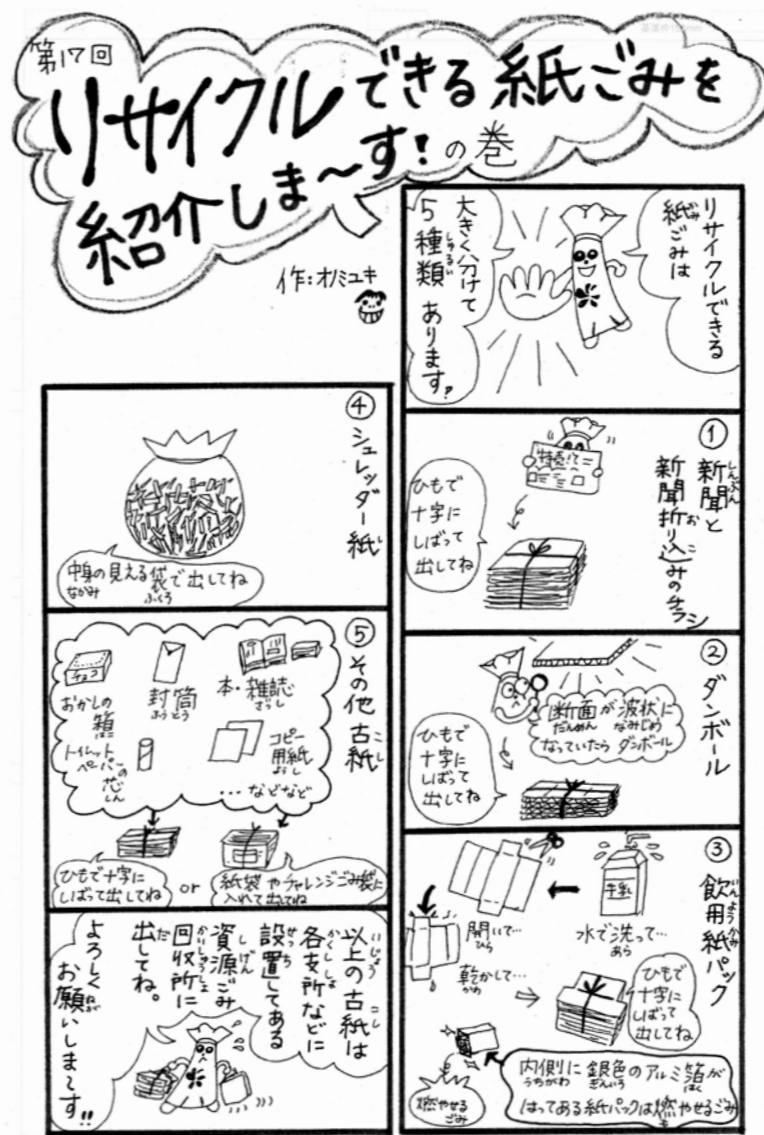 第17回
リサイクルできる紙ごみを
紹介しま〜す!の巻
作:オノミユキ
リサイクルできる
紙ごみは
大きく分けて
5種類
あります!
①新聞と
新聞折り込みのチラシ
特売!
ひもで
十字に
しばって
出してね
②ダンボール
断面が波状に
なっていたらダンボール
ひもで
十字に
しばって
出してね
③飲用紙パック
牛乳
水で洗って…
開いて…
乾かして…
ひもで
十字に
しばって
出してね
内側に銀色のアルミ箔が
はってある紙パックは燃やせるごみ
燃やせる
ごみ
④シュレッダー紙
中身の見える袋で出してね
⑤その他古紙
チョコ
おかしの
箱
封筒
本・雑誌
トイレット
ペーパーの
芯
コピー
用紙
…などなど
ひもで十字に
しばって出してね
or
紙袋やチャレンジごみ袋に
入れて出してね
以上の古紙は
各支所などに
設置してある
資源ごみ
回収所に
出してね。
よろしく
お願いしま〜す!!